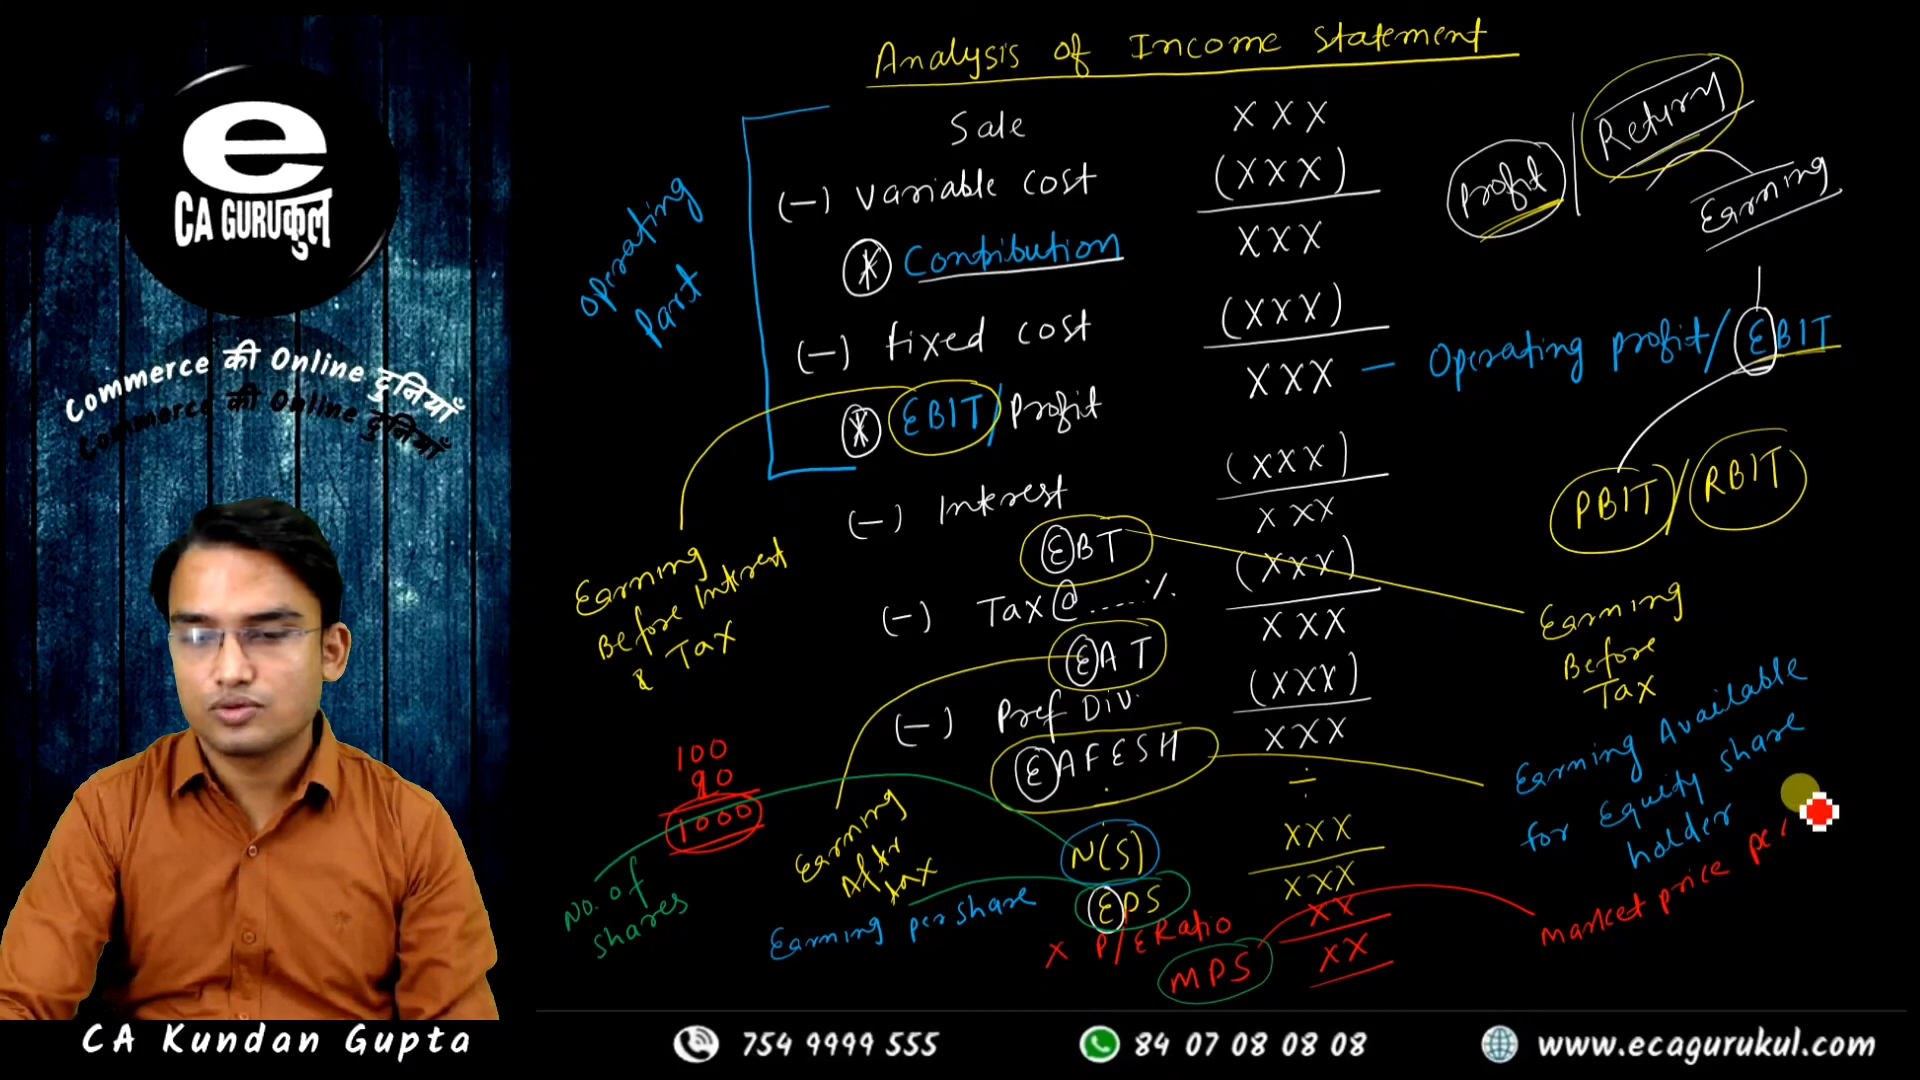 Analysis of Income Statement
Sale XXX
(-) Variable cost (XXX)
* Contribution XXX
(-) fixed cost (XXX)
XXX - Operating profit/EBIT
* EBIT/Profit
(-) Interest (XXX)
XXX
EBT
(-) Tax@.....% (XXX)
XXX
EAT
(-) Pref Div. (XXX)
XXX
EAFESH
÷
N(S) XXX
EPS XXX
X P/E Ratio XX
MPS XX
Operating
Part
Profit
Return
Earning
PBIT/RBIT
Earning
Before Interest
& Tax
Earning
Before
Tax
100
90
1000
Earning
After
tax
Earning Available
for Equity share
holder
No. of
shares
Earning per share
Market price pe
e
CA GURUकुल
Commerce की Online दुनियाँ
Commerce की Online दुनियाँ
CA Kundan Gupta
754 9999 555
84 07 08 08 08
www.ecagurukul.com